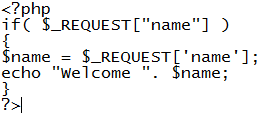 <?php
if( $_REQUEST["name"] )
{
$name = $_REQUEST['name'];
echo "Welcome ". $name;
}
?>